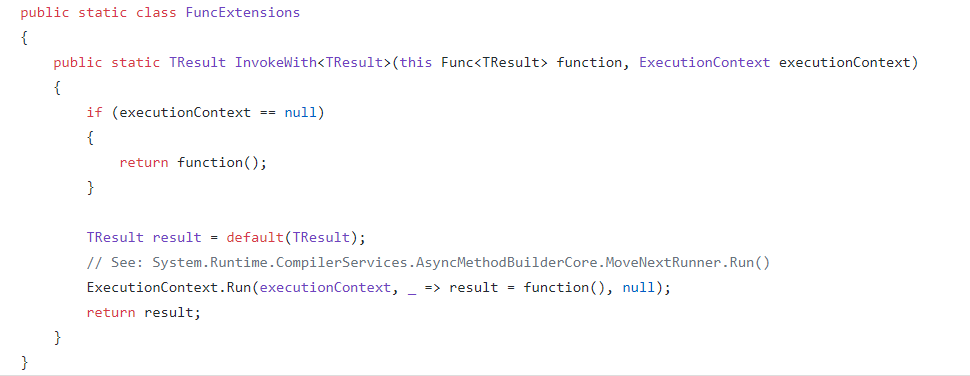 public static class FuncExtensions
{
    public static TResult InvokeWith<TResult>(this Func<TResult> function, ExecutionContext executionContext)
    {
        if (executionContext == null)
        {
            return function();
        }

        TResult result = default(TResult);
        // See: System.Runtime.CompilerServices.AsyncMethodBuilderCore.MoveNextRunner.Run()
        ExecutionContext.Run(executionContext, _ => result = function(), null);
        return result;
    }
}